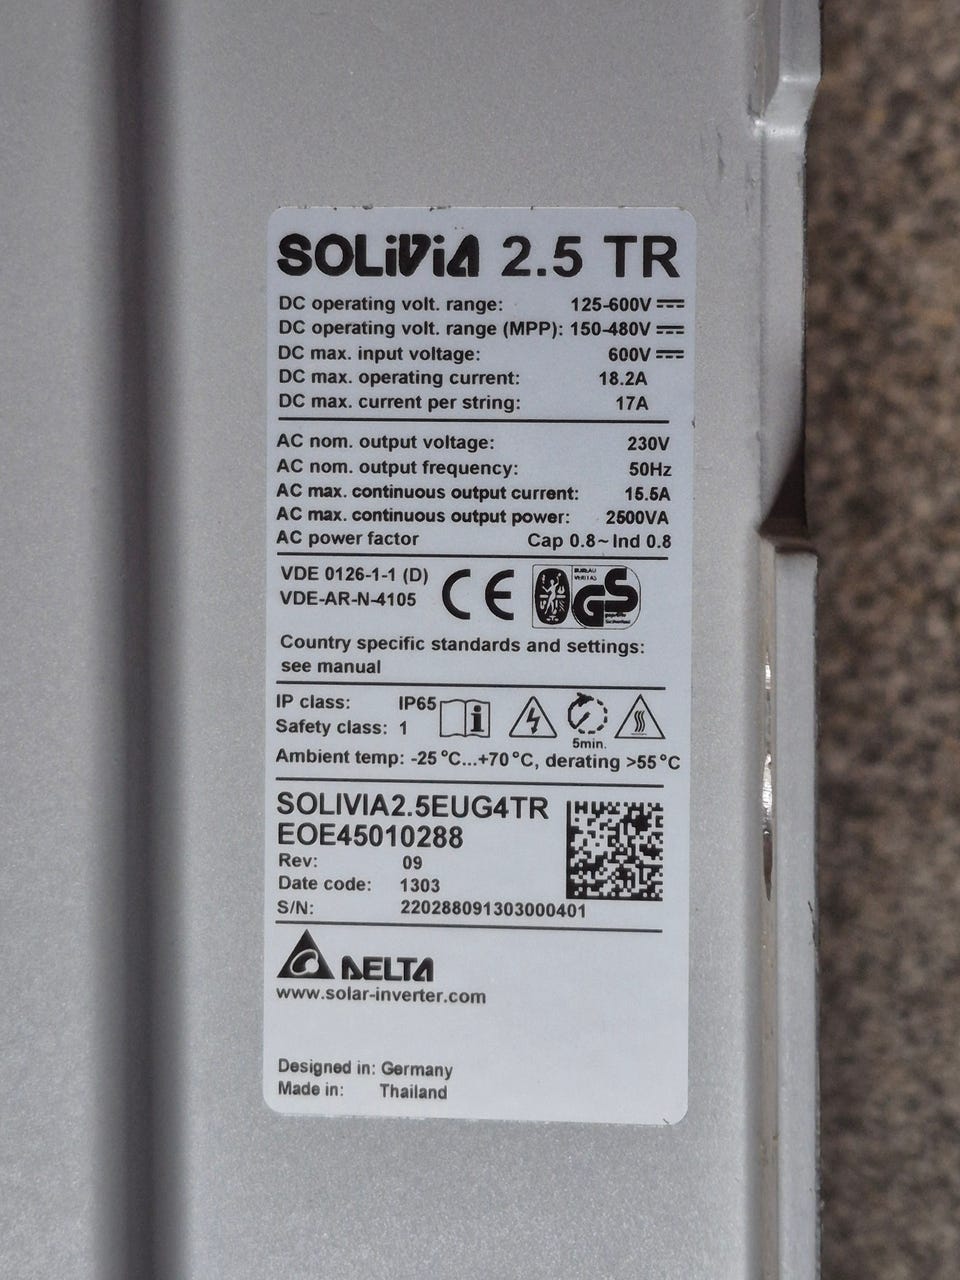 SOLiViA 2.5 TR
DC operating volt. range: 125-600V
DC operating volt. range (MPP): 150-480V
DC max. input voltage: 600V
DC max. operating current: 18.2A
DC max. current per string: 17A
AC nom. output voltage: 230V
AC nom. output frequency: 50Hz
AC max. continuous output current: 15.5A
AC max. continuous output power: 2500VA
AC power factor Cap 0.8~Ind 0.8
VDE 0126-1-1 (D)
VDE-AR-N-4105
CE
BUREAU
VERITAS
GS
Country specific standards and settings:
see manual
IP class: IP65
Safety class: 1
i
5min.
Ambient temp: -25°C...+70°C, derating >55°C
SOLIVIA2.5EUG4TR
EOE45010288
Rev: 09
Date code: 1303
S/N: 220288091303000401
DELTA
www.solar-inverter.com
Designed in: Germany
Made in: Thailand